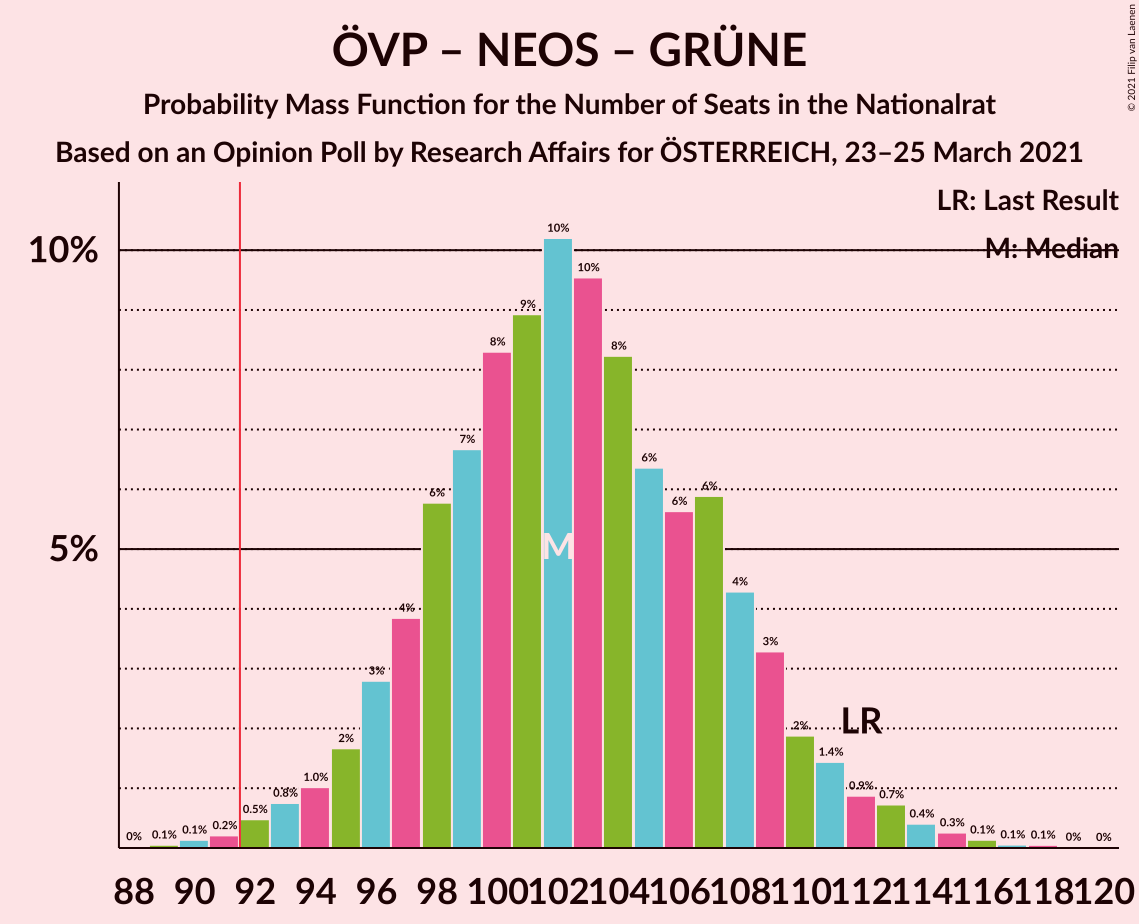 ÖVP – NEOS – GRÜNE
Probability Mass Function for the Number of Seats in the Nationalrat
Based on an Opinion Poll by Research Affairs for ÖSTERREICH, 23–25 March 2021
© 2021 Filip van Laenen
LR: Last Result
M: Median
10%
5%
0% 0.1% 0.1% 0.2% 0.5% 0.8% 1.0% 2% 3% 4% 6% 7% 8% 9% 10% 10% 8% 6% 6% 6% 4% 3% 2% 1.4% 0.9% 0.7% 0.4% 0.3% 0.1% 0.1% 0.1% 0% 0%
M
LR
88 90 92 94 96 98 100 102 104 106 108 110 112 114 116 118 120